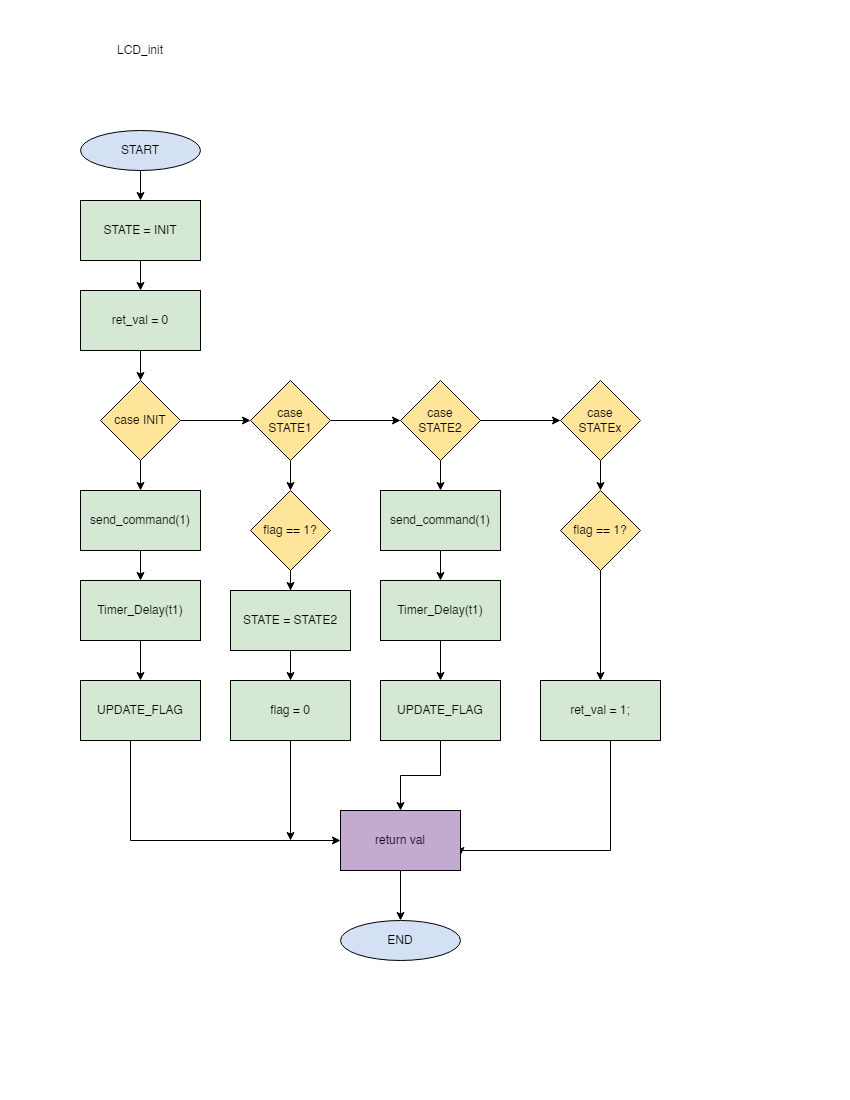 LCD_init
START
STATE = INIT
ret_val = 0
case INIT
case
STATE1
case
STATE2
case
STATEx
send_command(1)
flag == 1?
send_command(1)
flag == 1?
Timer_Delay(t1)
STATE = STATE2
Timer_Delay(t1)
UPDATE_FLAG
flag = 0
UPDATE_FLAG
ret_val = 1;
return val
END